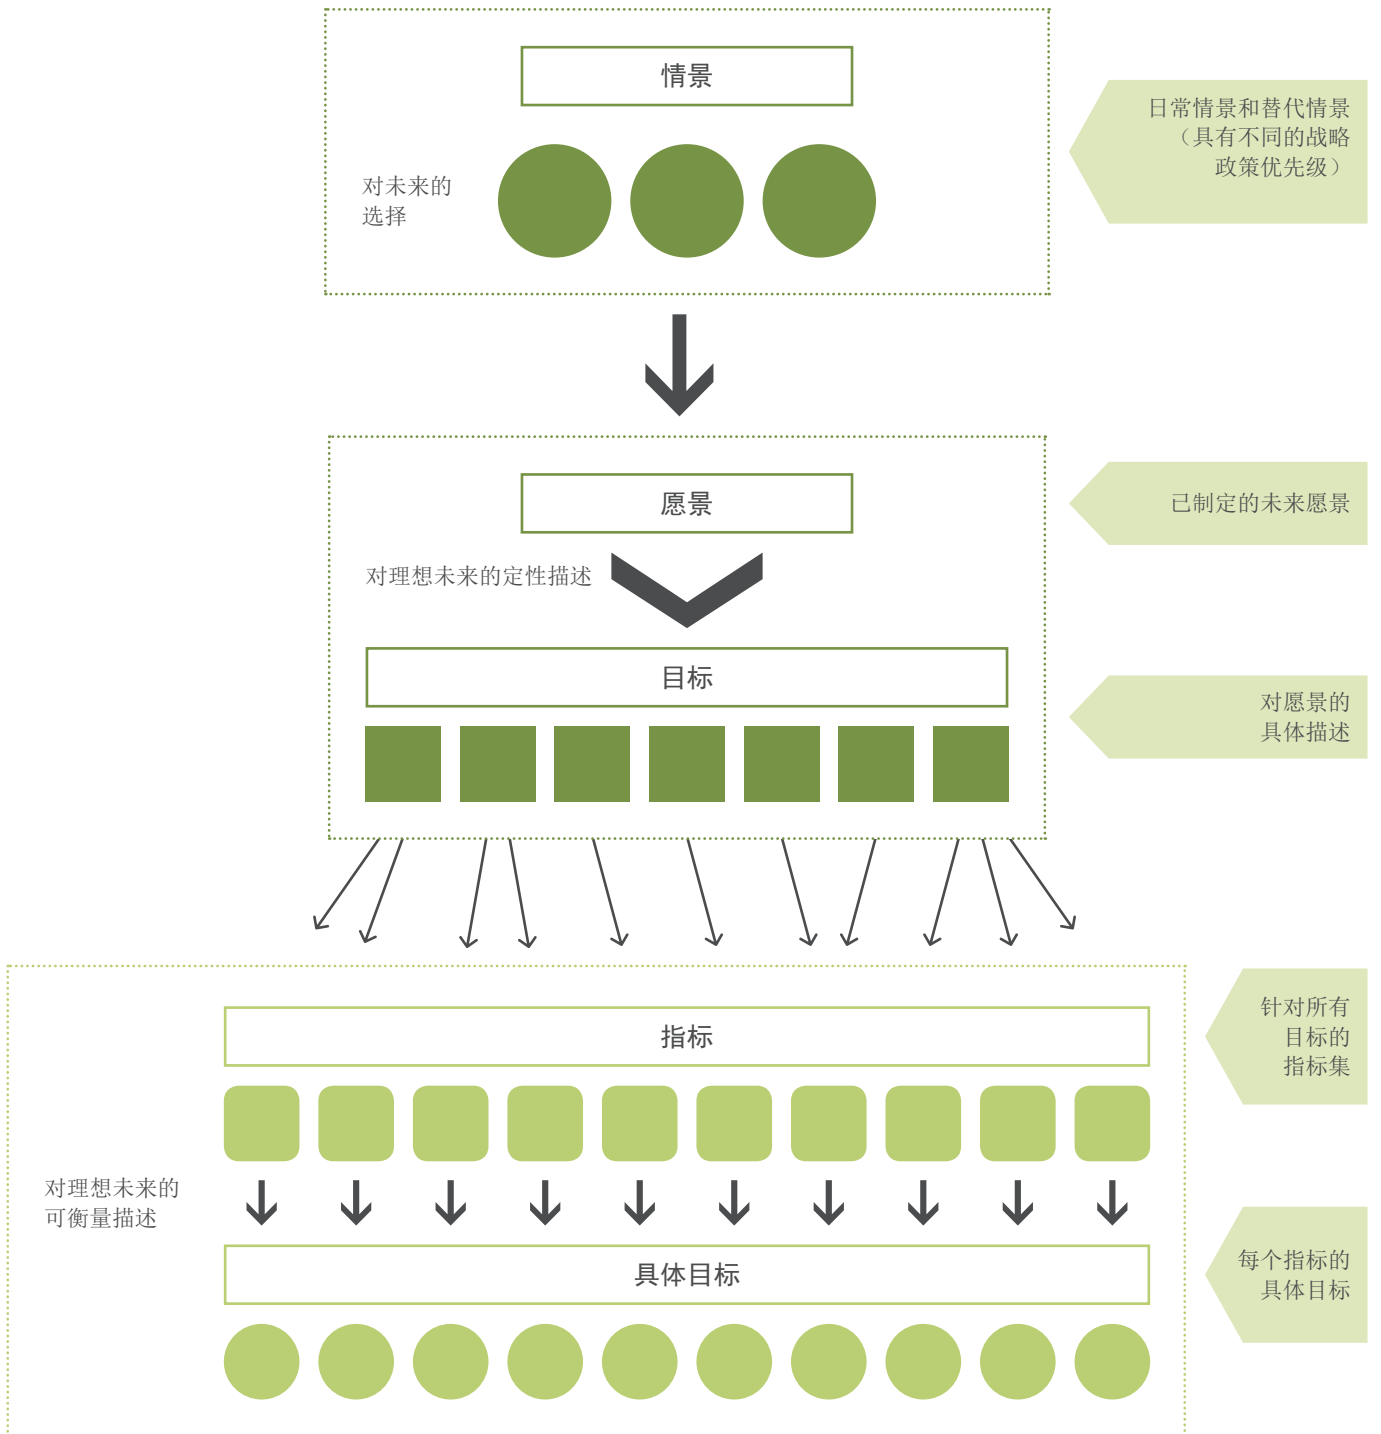 情景
对未来的
选择
日常情景和替代情景
（具有不同的战略
政策优先级）
愿景
已制定的未来愿景
对理想未来的定性描述
目标
对愿景的
具体描述
指标
针对所有
目标的
指标集
对理想未来的
可衡量描述
具体目标
每个指标的
具体目标